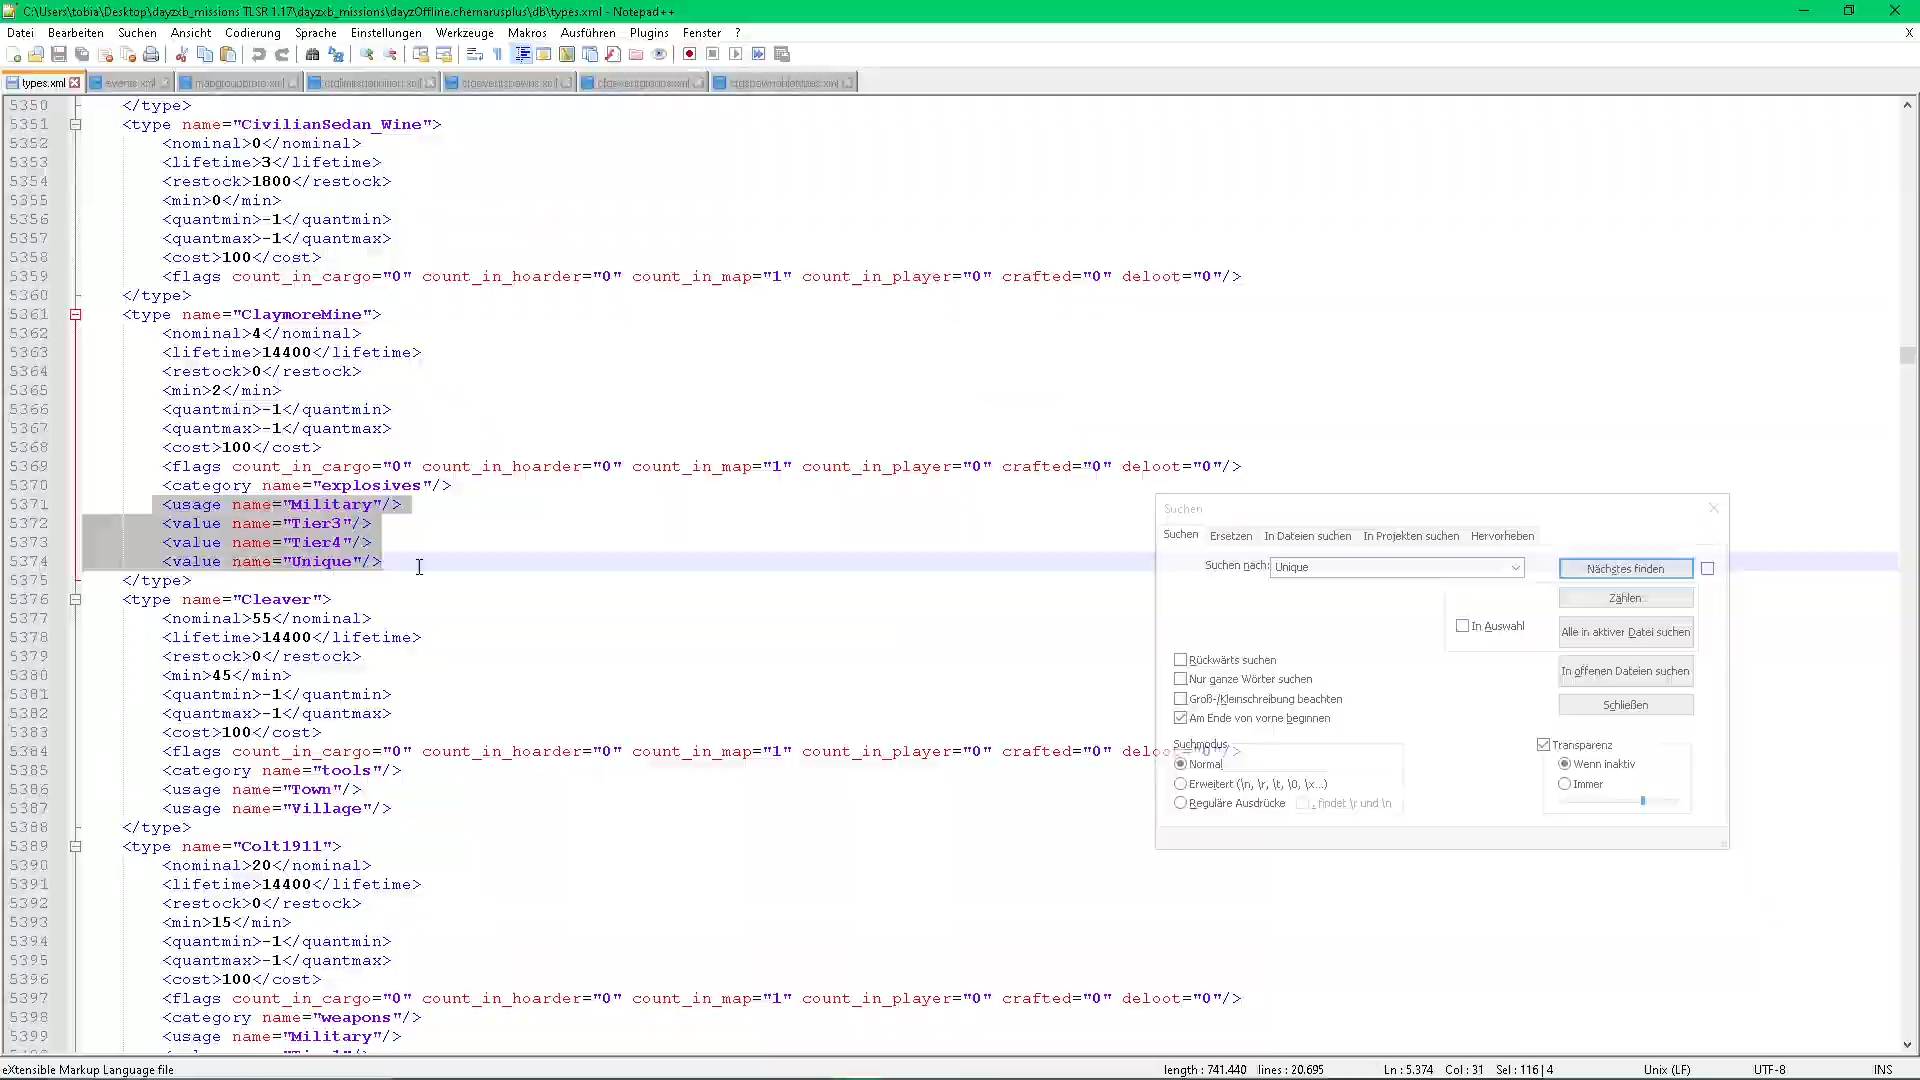 C:\Users\tobia\Desktop\dayzxb_missions TLSR 1.17\dayzxb_missions\dayzOffline.chernarusplus\db\types.xml - Notepad++
Datei Bearbeiten Suchen Ansicht Codierung Sprache Einstellungen Werkzeuge Makros Ausführen Plugins Fenster ? X
types.xml events.xml mapgroupproto.xml cfgeventspawns.xml cfgeventgroups.xml cfgspawnabletypes.xml
5350 </type>
5351 <type name="CivilianSedan_Wine">
5352 <nominal>0</nominal>
5353 <lifetime>3</lifetime>
5354 <restock>1800</restock>
5355 <min>0</min>
5356 <quantmin>-1</quantmin>
5357 <quantmax>-1</quantmax>
5358 <cost>100</cost>
5359 <flags count_in_cargo="0" count_in_hoarder="0" count_in_map="1" count_in_player="0" crafted="0" deloot="0"/>
5360 </type>
5361 <type name="ClaymoreMine">
5362 <nominal>4</nominal>
5363 <lifetime>14400</lifetime>
5364 <restock>0</restock>
5365 <min>2</min>
5366 <quantmin>-1</quantmin>
5367 <quantmax>-1</quantmax>
5368 <cost>100</cost>
5369 <flags count_in_cargo="0" count_in_hoarder="0" count_in_map="1" count_in_player="0" crafted="0" deloot="0"/>
5370 <category name="explosives"/>
5371 <usage name="Military"/>
5372 <value name="Tier3"/>
5373 <value name="Tier4"/>
5374 <value name="Unique"/>
5375 </type>
5376 <type name="Cleaver">
5377 <nominal>55</nominal>
5378 <lifetime>14400</lifetime>
5379 <restock>0</restock>
5380 <min>45</min>
5381 <quantmin>-1</quantmin>
5382 <quantmax>-1</quantmax>
5383 <cost>100</cost>
5384 <flags count_in_cargo="0" count_in_hoarder="0" count_in_map="1" count_in_player="0" crafted="0" deloot="0"/>
5385 <category name="tools"/>
5386 <usage name="Town"/>
5387 <usage name="Village"/>
5388 </type>
5389 <type name="Colt1911">
5390 <nominal>20</nominal>
5391 <lifetime>14400</lifetime>
5392 <restock>0</restock>
5393 <min>15</min>
5394 <quantmin>-1</quantmin>
5395 <quantmax>-1</quantmax>
5396 <cost>100</cost>
5397 <flags count_in_cargo="0" count_in_hoarder="0" count_in_map="1" count_in_player="0" crafted="0" deloot="0"/>
5398 <category name="weapons"/>
5399 <usage name="Military"/>
Suchen
Suchen Ersetzen In Dateien suchen In Projekten suchen Hervorheben
Suchen nach: Unique Nächstes finden
Zählen
In Auswahl Alle in aktiver Datei suchen
Rückwärts suchen In offenen Dateien suchen
Nur ganze Wörter suchen
Groß-/Kleinschreibung beachten Schließen
Am Ende von vorne beginnen
Suchmodus Transparenz
Normal Wenn inaktiv
Erweitert (\n, \r, \t, \0, \x...) Immer
Reguläre Ausdrücke . findet \r und \n
eXtensible Markup Language file length : 741.440 lines : 20.695 Ln : 5.374 Col : 31 Sel : 116 | 4 Unix (LF) UTF-8 INS